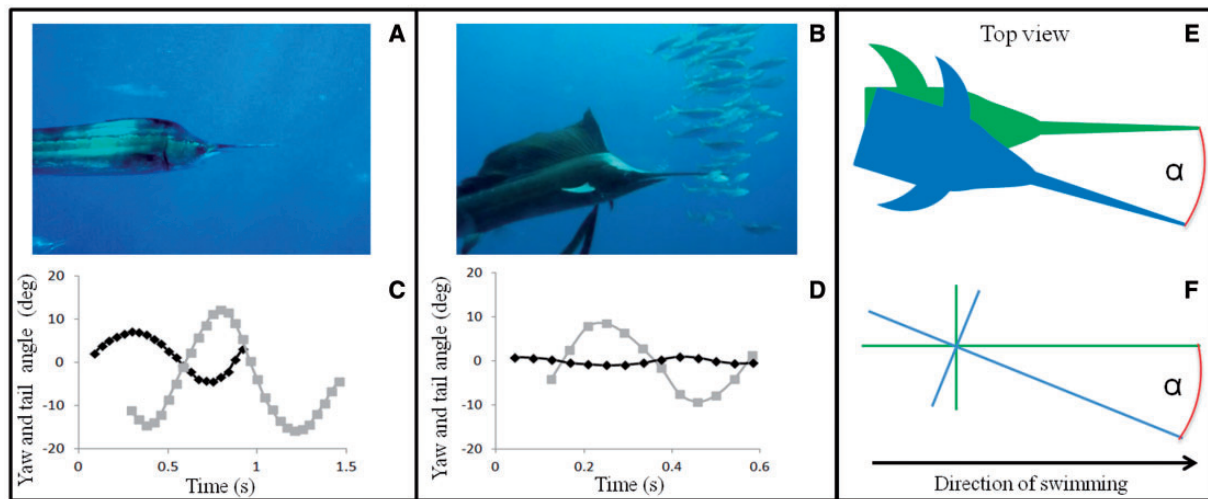 A
B
Top view
E
α
C
Yaw and tail angle (deg)
20
10
0
-10
-20
0
0.5
1
1.5
Time (s)
D
Yaw and tail angle (deg)
20
10
0
-10
-20
0
0.2
0.4
0.6
Time (s)
F
α
Direction of swimming